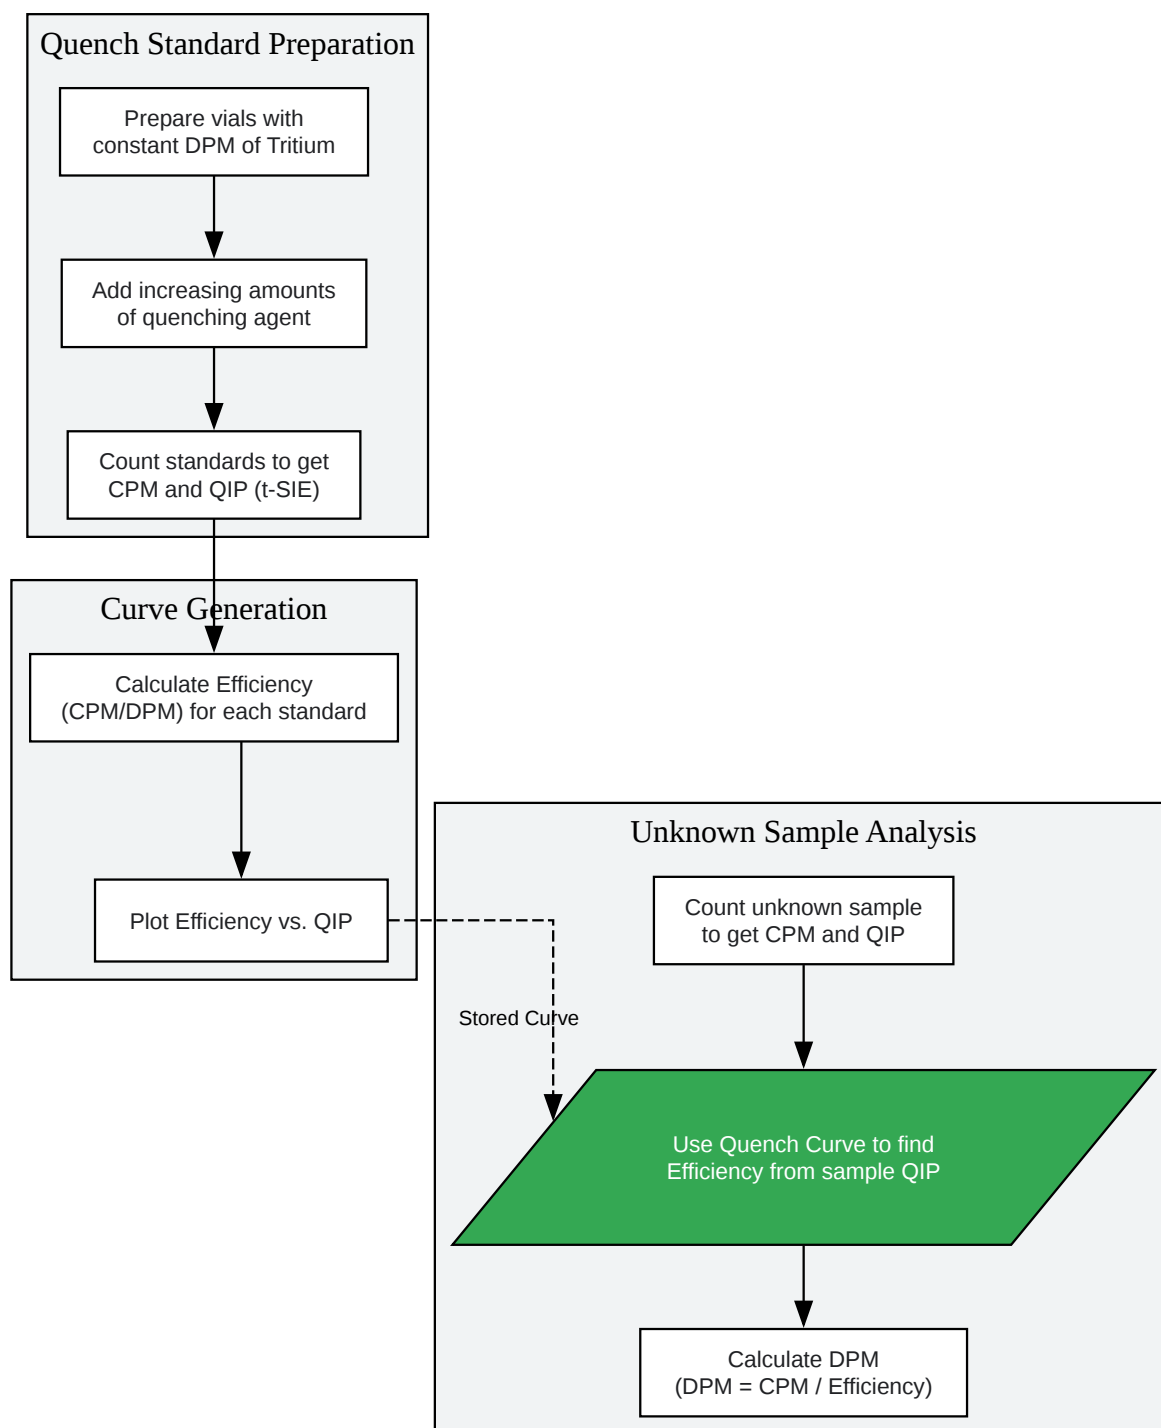 Quench Standard Preparation
Prepare vials with
constant DPM of Tritium
Add increasing amounts
of quenching agent
Count standards to get
CPM and QIP (t-SIE)
Curve Generation
Calculate Efficiency
(CPM/DPM) for each standard
Plot Efficiency vs. QIP
Stored Curve
Unknown Sample Analysis
Count unknown sample
to get CPM and QIP
Use Quench Curve to find
Efficiency from sample QIP
Calculate DPM
(DPM = CPM / Efficiency)